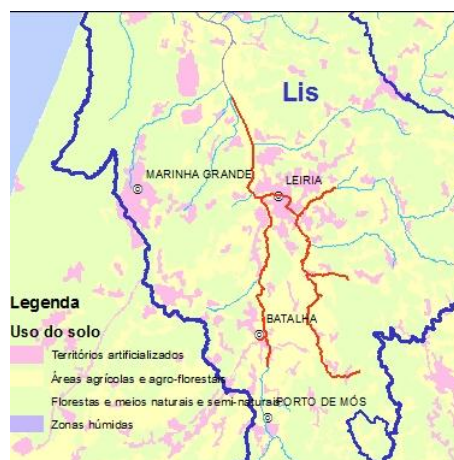 Lis
MARINHA GRANDE
LEIRIA
Legenda
Uso do solo
BATALHA
Territórios artificializados
Áreas agrícolas e agro-florestais
Florestas e meios naturais e semi-naturais
PORTO DE MÓS
Zonas húmidas